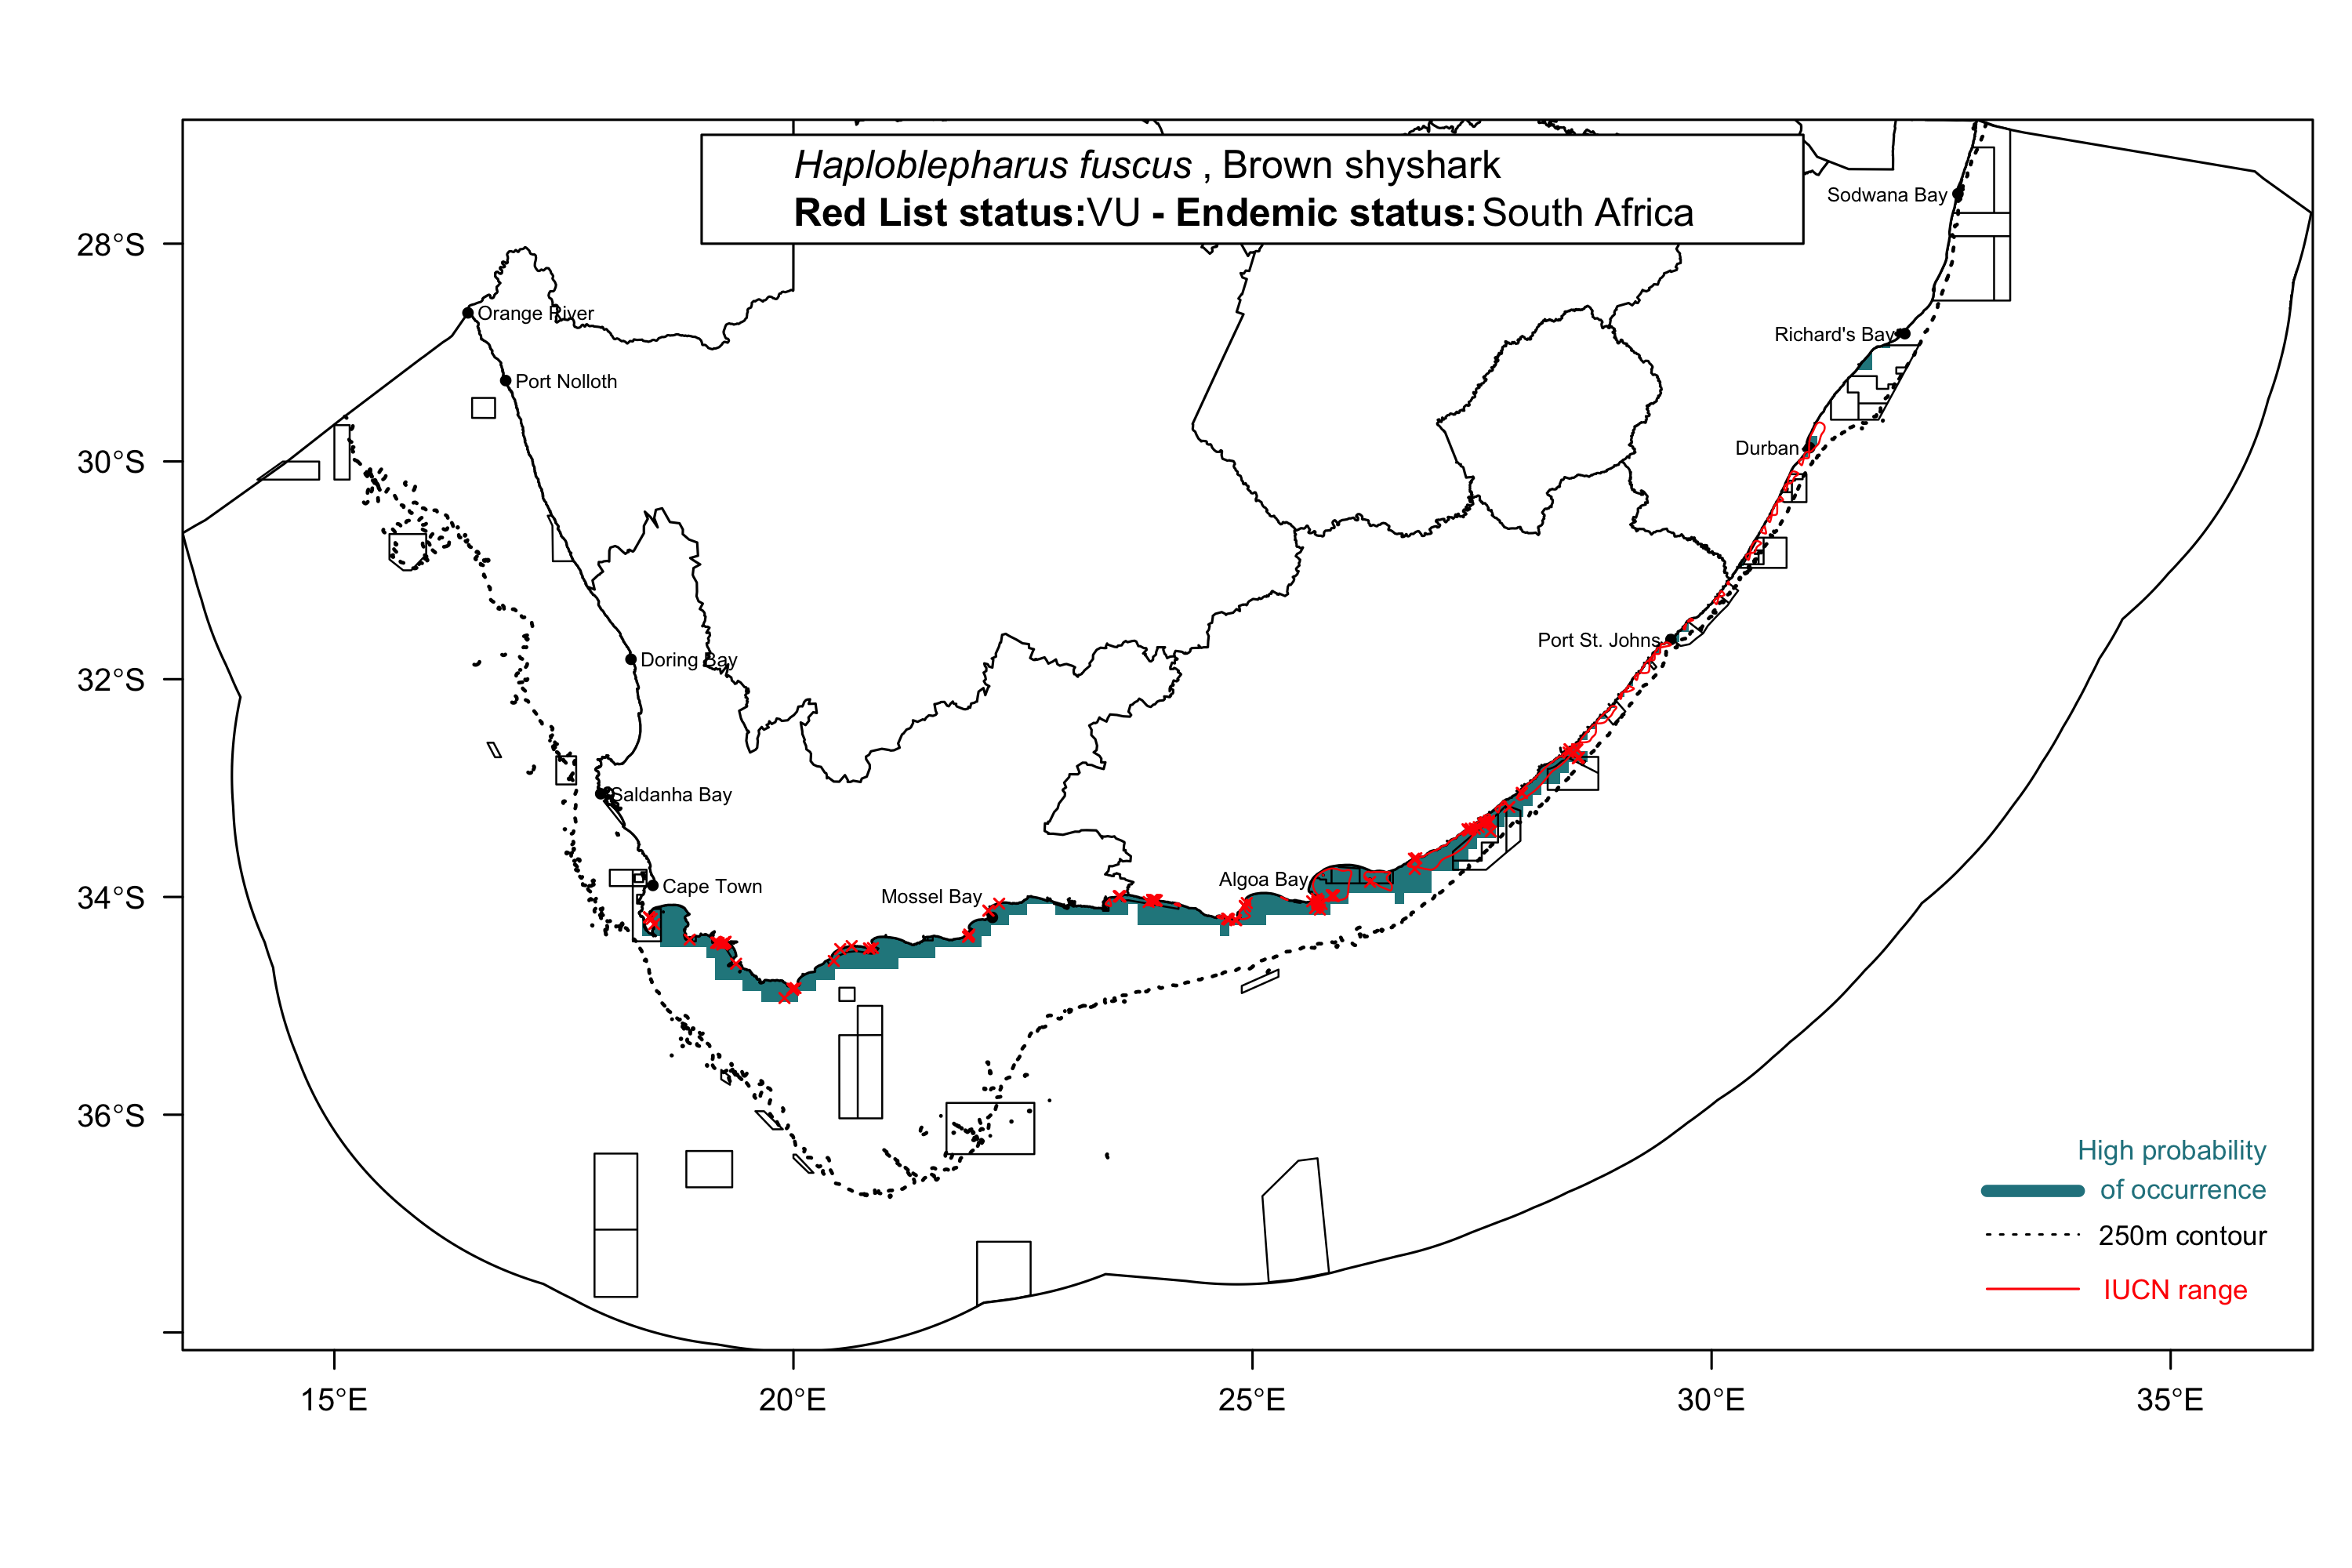 Haploblepharus fuscus , Brown shyshark
Red List status:VU - Endemic status: South Africa
Sodwana Bay
28°S
Orange River
Richard's Bay
Port Nolloth
Durban
30°S
Port St. Johns
Doring Bay
32°S
Saldanha Bay
Algoa Bay
Cape Town
Mossel Bay
34°S
36°S
High probability
of occurrence
250m contour
IUCN range
15°E
20°E
25°E
30°E
35°E